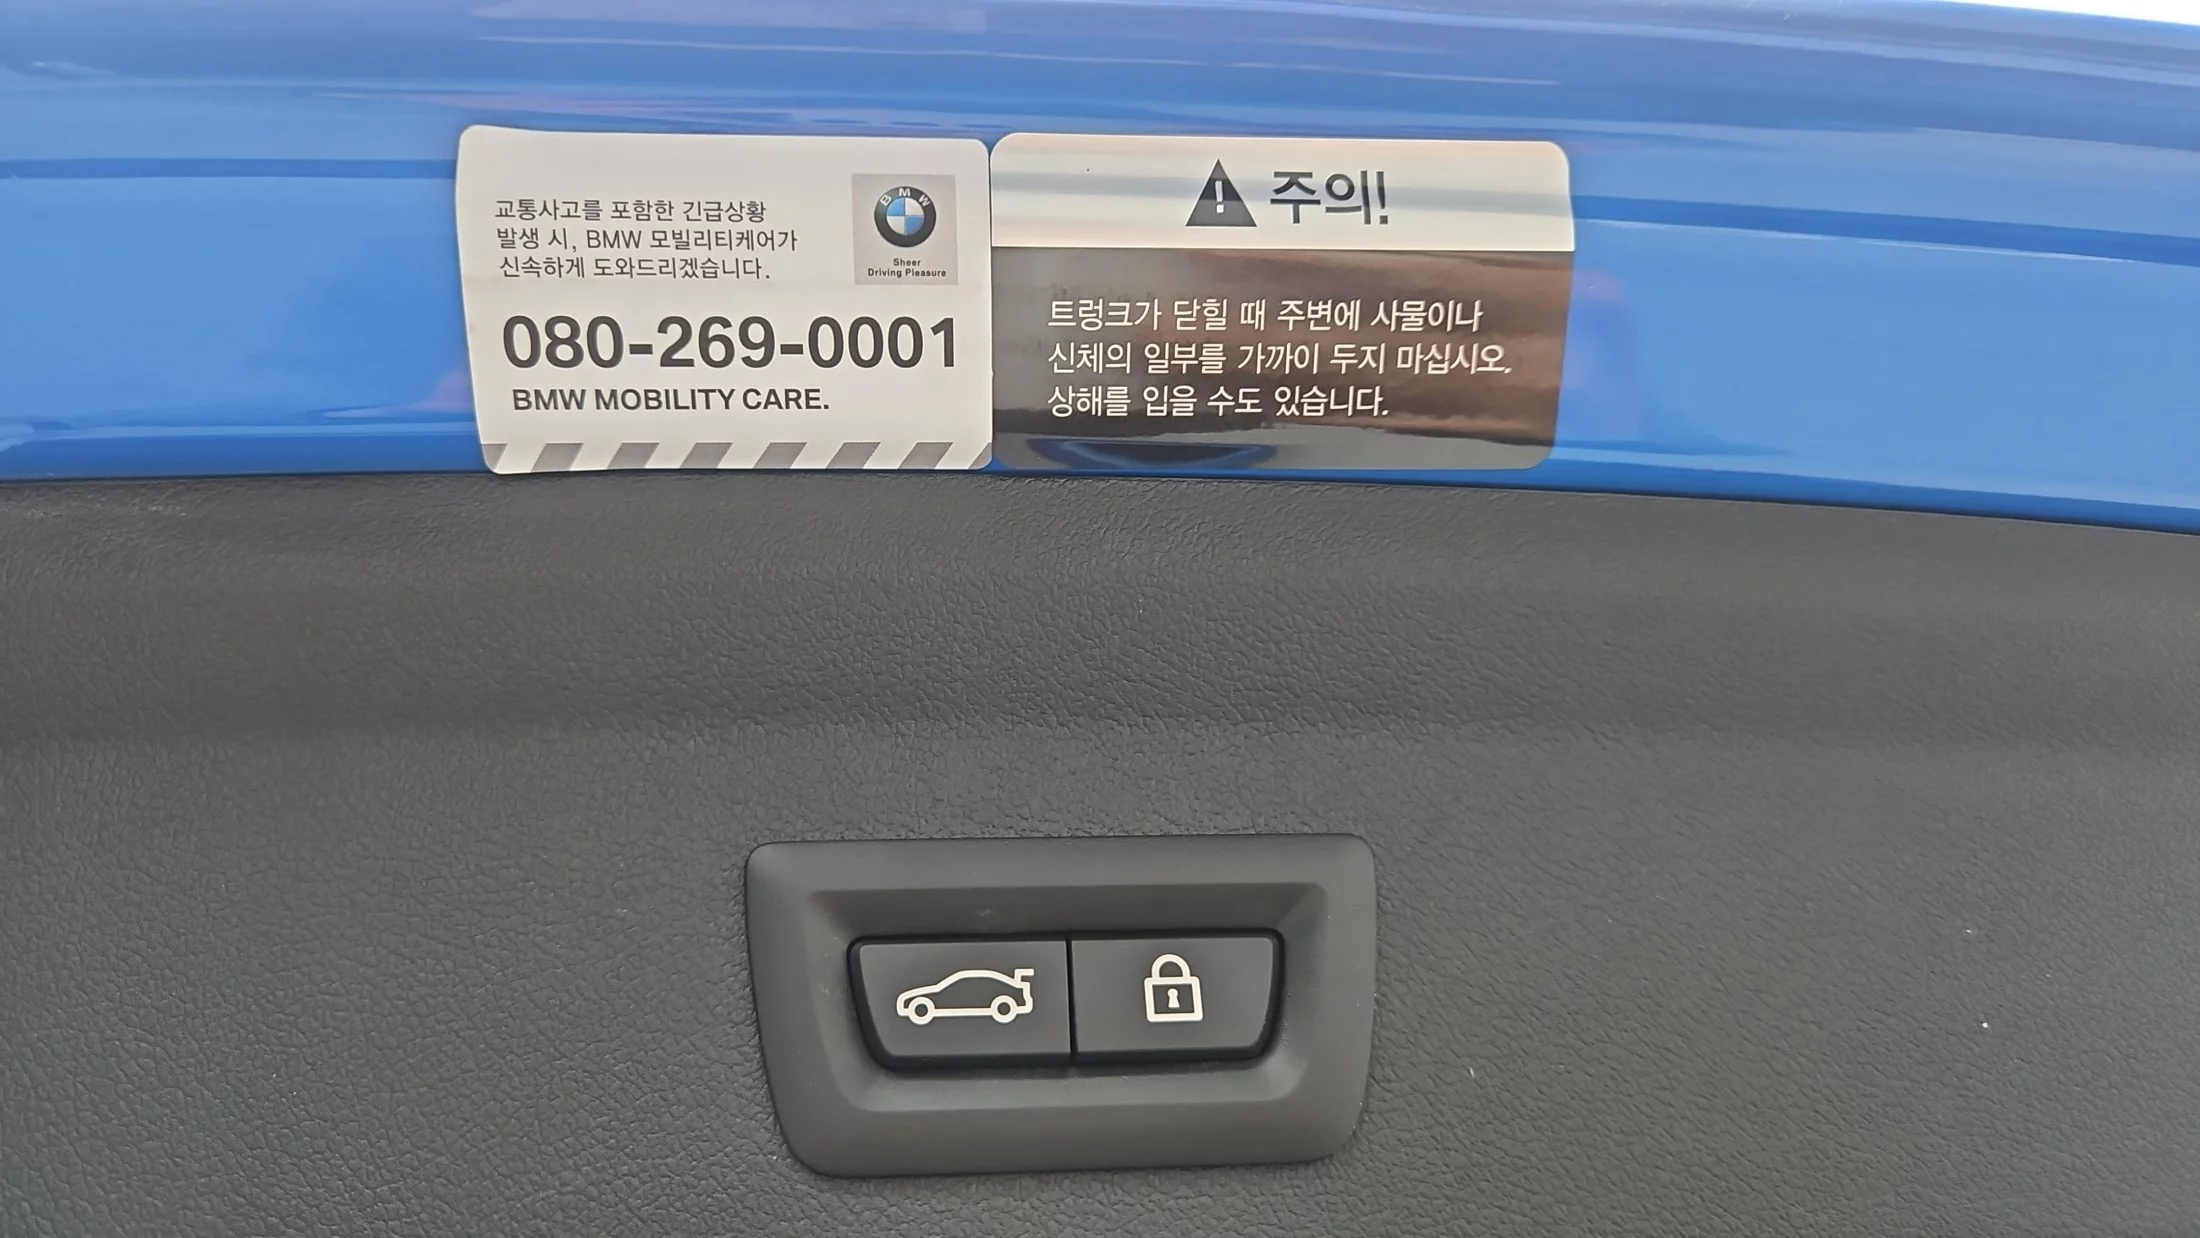 교통사고를 포함한 긴급상황
발생 시, BMW 모빌리티케어가
신속하게 도와드리겠습니다.
BMW
Sheer
Driving Pleasure
080-269-0001
BMW MOBILITY CARE.
주의!
트렁크가 닫힐 때 주변에 사물이나
신체의 일부를 가까이 두지 마십시오.
상해를 입을 수도 있습니다.